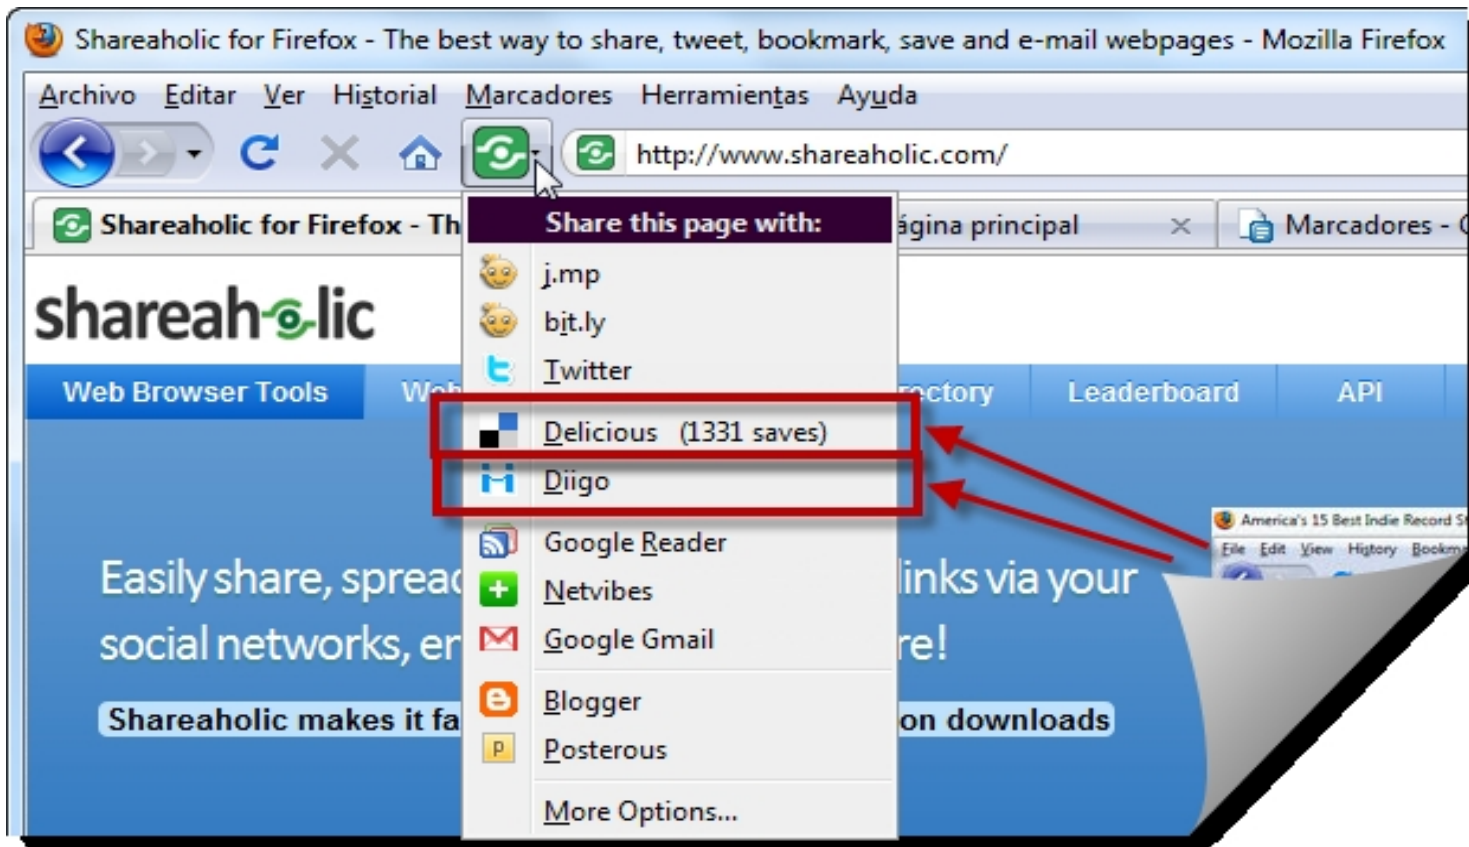 Shareaholic for Firefox - The best way to share, tweet, bookmark, save and e-mail webpages - Mozilla Firefox
Archivo Editar Ver Historial Marcadores Herramientas Ayuda
http://www.shareaholic.com/
Shareaholic for Firefox - Th
ágina principal
Marcadores -
Share this page with:
j.mp
bit.ly
Twitter
Delicious (1331 saves)
Diigo
Google Reader
Netvibes
Google Gmail
Blogger
Posterous
More Options...
shareaholic
Web Browser Tools
ectory
Leaderboard
API
America's 15 Best Indie Record
File Edit View History
Easily share, spread links via your
social networks, er re!
Shareaholic makes it fa on downloads
p